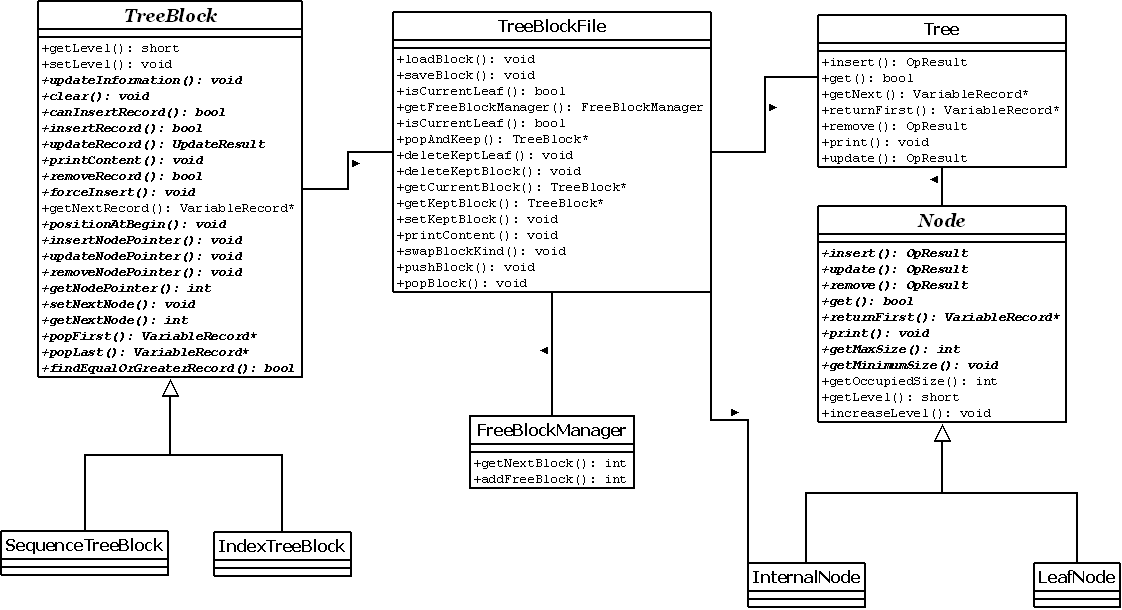 TreeBlock
+getLevel(): short
+setLevel(): void
+updateInformation(): void
+clear(): void
+canInsertRecord(): bool
+insertRecord(): bool
+updateRecord(): UpdateResult
+printContent(): void
+removeRecord(): bool
+forceInsert(): void
+getNextRecord(): VariableRecord*
+positionAtBegin(): void
+insertNodePointer(): void
+updateNodePointer(): void
+removeNodePointer(): void
+getNodePointer(): int
+setNextNode(): void
+getNextNode(): int
+popFirst(): VariableRecord*
+popLast(): VariableRecord*
+findEqualOrGreaterRecord(): bool
TreeBlockFile
+loadBlock(): void
+saveBlock(): void
+isCurrentLeaf(): bool
+getFreeBlockManager(): FreeBlockManager
+isCurrentLeaf(): bool
+popAndKeep(): TreeBlock*
+deleteKeptLeaf(): void
+deleteKeptBlock(): void
+getCurrentBlock(): TreeBlock*
+getKeptBlock(): TreeBlock*
+setKeptBlock(): void
+printContent(): void
+swapBlockKind(): void
+pushBlock(): void
+popBlock(): void
Tree
+insert(): OpResult
+get(): bool
+getNext(): VariableRecord*
+returnFirst(): VariableRecord*
+remove(): OpResult
+print(): void
+update(): OpResult
Node
+insert(): OpResult
+update(): OpResult
+remove(): OpResult
+get(): bool
+returnFirst(): VariableRecord*
+print(): void
+getMaxSize(): int
+getMinimumSize(): void
+getOccupiedSize(): int
+getLevel(): short
+increaseLevel(): void
FreeBlockManager
+getNextBlock(): int
+addFreeBlock(): int
SequenceTreeBlock
IndexTreeBlock
InternalNode
LeafNode